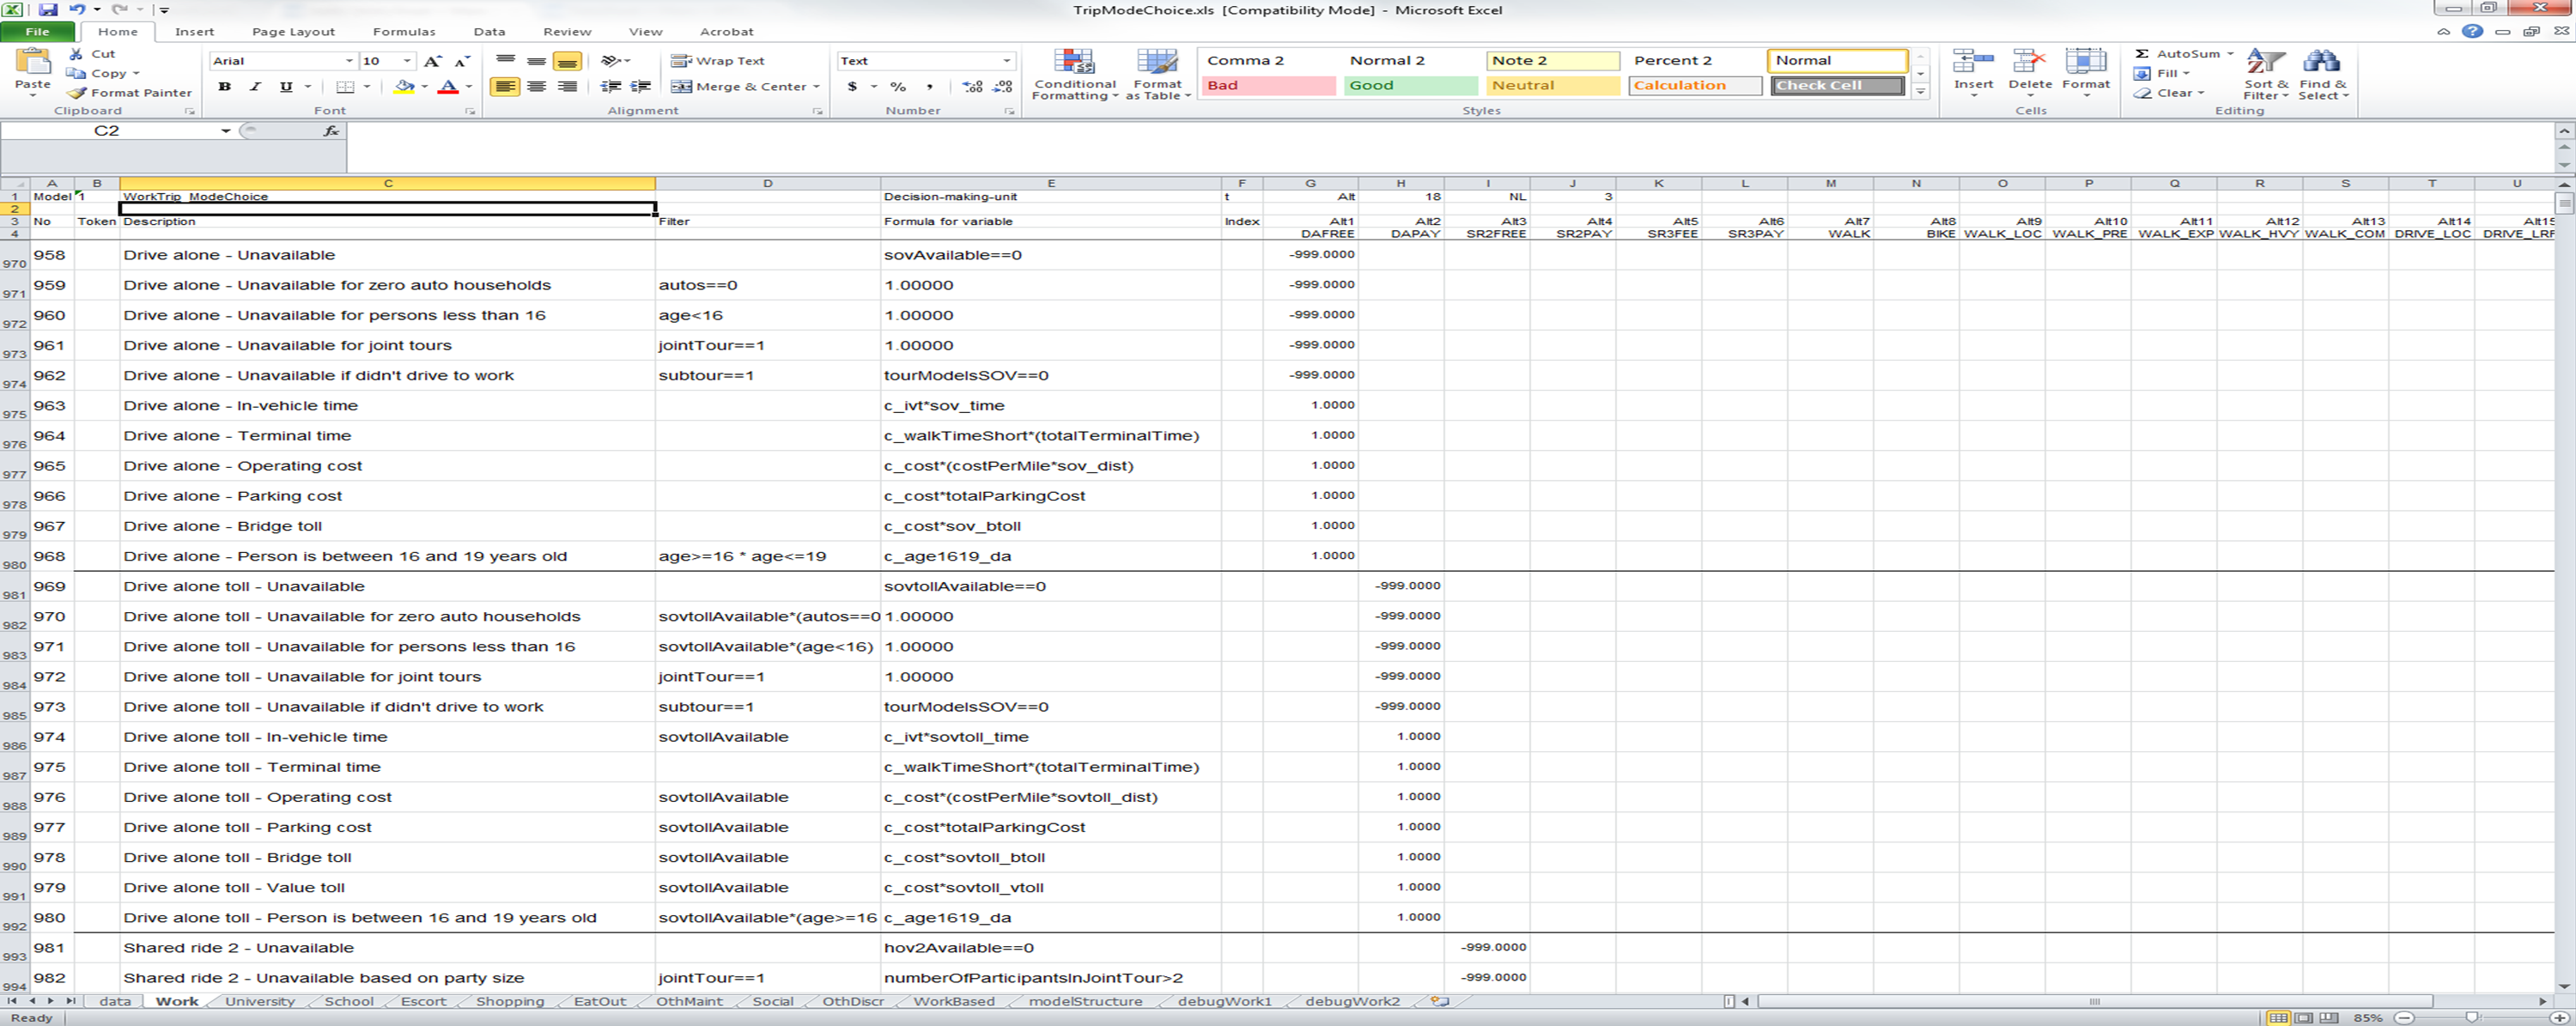 TripModeChoice.xls [Compatibility Mode] - Microsoft Excel
File Home Insert Page Layout Formulas Data Review View Acrobat
Paste
Cut
Copy
Format Painter
Clipboard
Arial 10
B I U
Font
Wrap Text
Merge & Center
Alignment
Text
$ % ,
Number
Conditional Formatting
Format as Table
Comma 2 Normal 2 Note 2 Percent 2 Normal
Bad Good Neutral Calculation Check Cell
Styles
Insert Delete Format
Cells
Σ AutoSum
Fill
Clear
Sort & Filter
Find & Select
Editing
C2 fx
A B C D E F G H I J K L M N O P Q R S T U
1 Model 1 WorkTrip_ModeChoice Decision-making-unit t Alt 18 NL 3
2
3 No Token Description Filter Formula for variable Index Alt1 Alt2 Alt3 Alt4 Alt5 Alt6 Alt7 Alt8 Alt9 Alt10 Alt11 Alt12 Alt13 Alt14 Alt15
4 DAFREE DAPAY SR2FREE SR2PAY SR3FEE SR3PAY WALK BIKE WALK_LOC WALK_PRE WALK_EXP WALK_HVY WALK_COM DRIVE_LOC DRIVE_LRF
970 958 Drive alone - Unavailable sovAvailable==0 -999.0000
971 959 Drive alone - Unavailable for zero auto households autos==0 1.00000 -999.0000
972 960 Drive alone - Unavailable for persons less than 16 age<16 1.00000 -999.0000
973 961 Drive alone - Unavailable for joint tours jointTour==1 1.00000 -999.0000
974 962 Drive alone - Unavailable if didn't drive to work subtour==1 tourModeIsSOV==0 -999.0000
975 963 Drive alone - In-vehicle time c_ivt*sov_time 1.0000
976 964 Drive alone - Terminal time c_walkTimeShort*(totalTerminalTime) 1.0000
977 965 Drive alone - Operating cost c_cost*(costPerMile*sov_dist) 1.0000
978 966 Drive alone - Parking cost c_cost*totalParkingCost 1.0000
979 967 Drive alone - Bridge toll c_cost*sov_btoll 1.0000
980 968 Drive alone - Person is between 16 and 19 years old age>=16 * age<=19 c_age1619_da 1.0000
981 969 Drive alone toll - Unavailable sovtollAvailable==0 -999.0000
982 970 Drive alone toll - Unavailable for zero auto households sovtollAvailable*(autos==0 1.00000 -999.0000
983 971 Drive alone toll - Unavailable for persons less than 16 sovtollAvailable*(age<16) 1.00000 -999.0000
984 972 Drive alone toll - Unavailable for joint tours jointTour==1 1.00000 -999.0000
985 973 Drive alone toll - Unavailable if didn't drive to work subtour==1 tourModeIsSOV==0 -999.0000
986 974 Drive alone toll - In-vehicle time sovtollAvailable c_ivt*sovtoll_time 1.0000
987 975 Drive alone toll - Terminal time c_walkTimeShort*(totalTerminalTime) 1.0000
988 976 Drive alone toll - Operating cost sovtollAvailable c_cost*(costPerMile*sovtoll_dist) 1.0000
989 977 Drive alone toll - Parking cost sovtollAvailable c_cost*totalParkingCost 1.0000
990 978 Drive alone toll - Bridge toll sovtollAvailable c_cost*sovtoll_btoll 1.0000
991 979 Drive alone toll - Value toll sovtollAvailable c_cost*sovtoll_vtoll 1.0000
992 980 Drive alone toll - Person is between 16 and 19 years old sovtollAvailable*(age>=16 c_age1619_da 1.0000
993 981 Shared ride 2 - Unavailable hov2Available==0 -999.0000
994 982 Shared ride 2 - Unavailable based on party size jointTour==1 numberOfParticipantsInJointTour>2 -999.0000
data Work University School Escort Shopping EatOut OthMaint Social OthDiscr WorkBased modelStructure debugWork1 debugWork2
Ready 85%